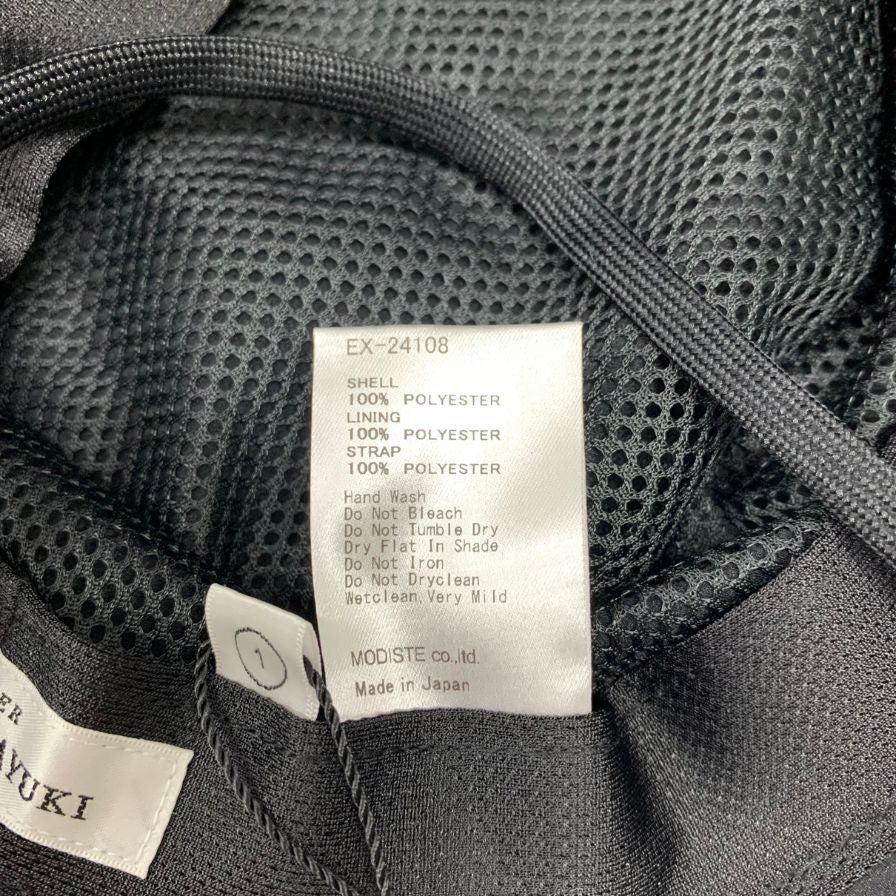 EX-24108
SHELL
100% POLYESTER
LINING
100% POLYESTER
STRAP
100% POLYESTER
Hand Wash
Do Not Bleach
Do Not Tumble Dry
Dry Flat In Shade
Do Not Iron
Do Not Dryclean
Wetclean, Very Mild
MODISTE co.,ltd.
Made in Japan
1
ER
AYUKI